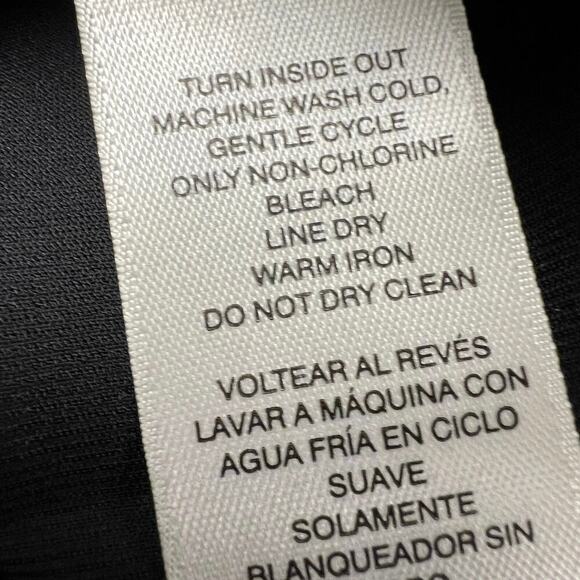 TURN INSIDE OUT
MACHINE WASH COLD,
GENTLE CYCLE
ONLY NON-CHLORINE
BLEACH
LINE DRY
WARM IRON
DO NOT DRY CLEAN
VOLTEAR AL REVÉS
LAVAR A MÁQUINA CON
AGUA FRÍA EN CICLO
SUAVE
SOLAMENTE
BLANQUEADOR SIN